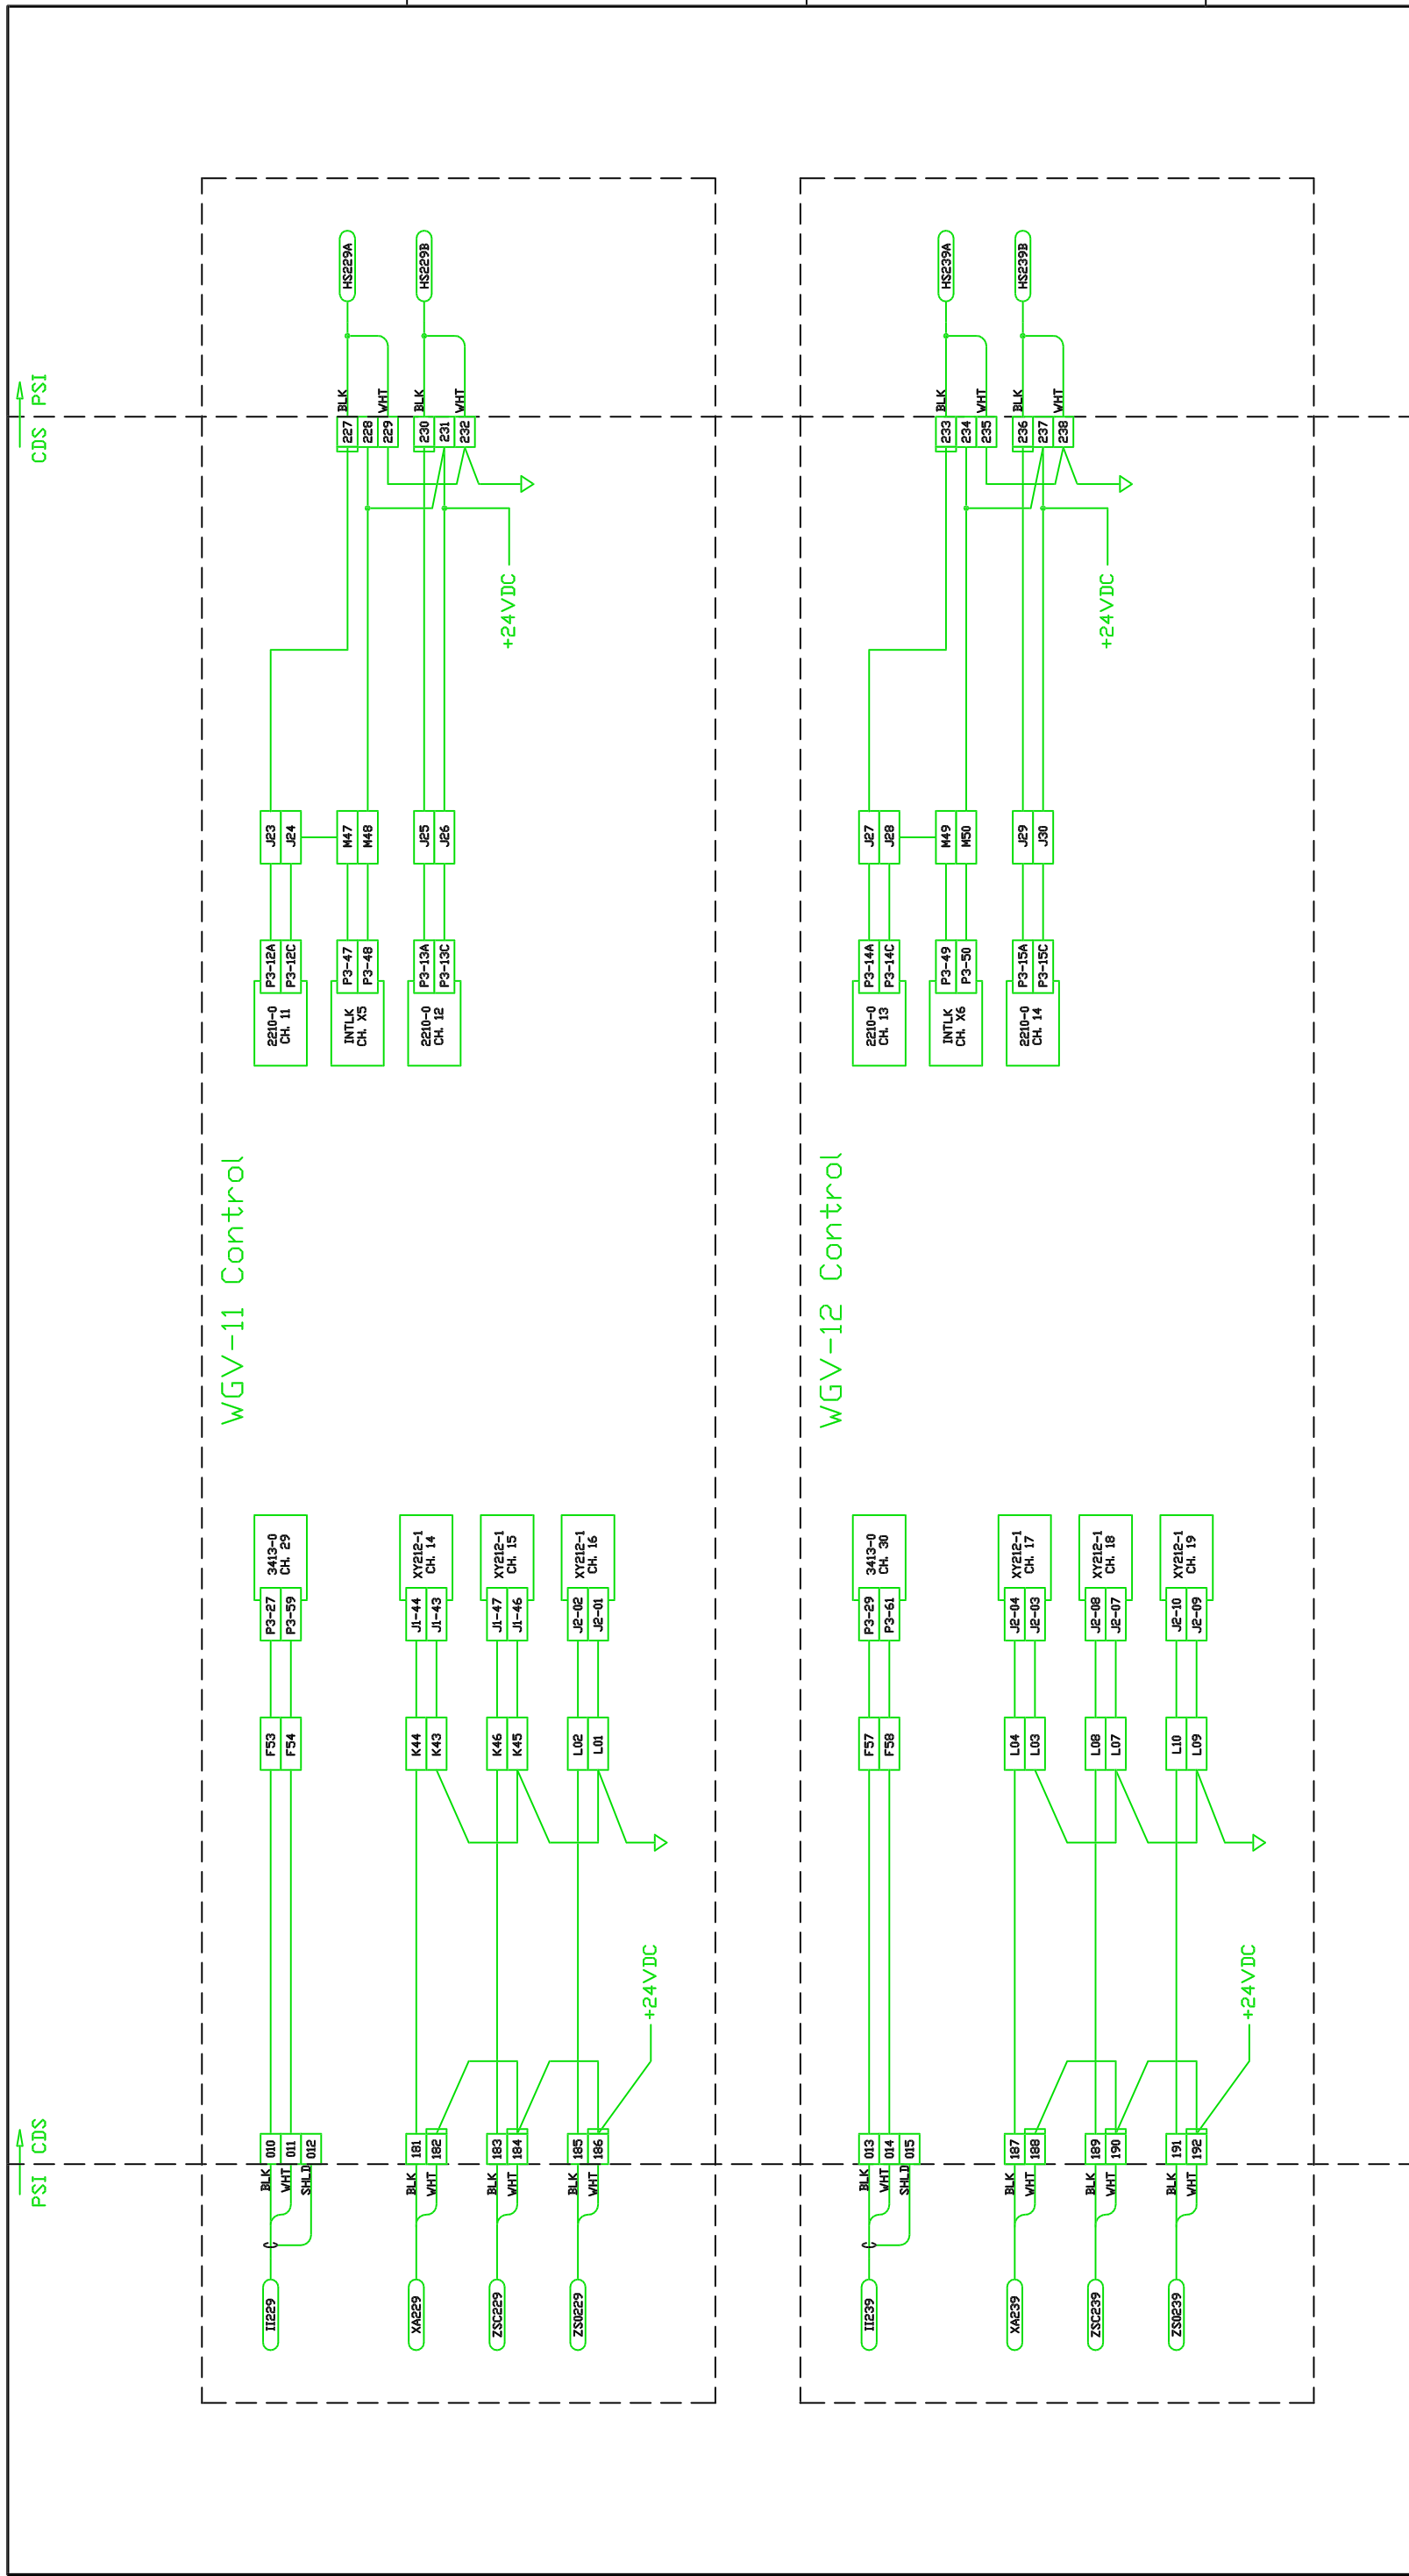 PSI CDS
CDS PSI
WGV-11 Control
II229
BLK
WHT
SHLD
010
011
012
F53
F54
P3-27
P3-59
3413-0
CH. 29
2210-0
CH. 11
P3-12A
P3-12C
J23
J24
XA229
BLK
WHT
181
182
K44
K43
J1-44
J1-43
XY212-1
CH. 14
INTLK
CH. X5
P3-47
P3-48
M47
M48
227
228
229
BLK
WHT
HS229A
ZSC229
BLK
WHT
183
184
K46
K45
J1-47
J1-46
XY212-1
CH. 15
2210-0
CH. 12
P3-13A
P3-13C
J25
J26
230
231
232
BLK
WHT
HS229B
ZSO229
BLK
WHT
185
186
L02
L01
J2-02
J2-01
XY212-1
CH. 16
+24VDC
+24VDC
WGV-12 Control
II239
BLK
WHT
SHLD
013
014
015
F57
F58
P3-29
P3-61
3413-0
CH. 30
2210-0
CH. 13
P3-14A
P3-14C
J27
J28
XA239
BLK
WHT
187
188
L04
L03
J2-04
J2-03
XY212-1
CH. 17
INTLK
CH. X6
P3-49
P3-50
M49
M50
233
234
235
BLK
WHT
HS239A
ZSC239
BLK
WHT
189
190
L08
L07
J2-08
J2-07
XY212-1
CH. 18
2210-0
CH. 14
P3-15A
P3-15C
J29
J30
236
237
238
BLK
WHT
HS239B
ZSO239
BLK
WHT
191
192
L10
L09
J2-10
J2-09
XY212-1
CH. 19
+24VDC
+24VDC